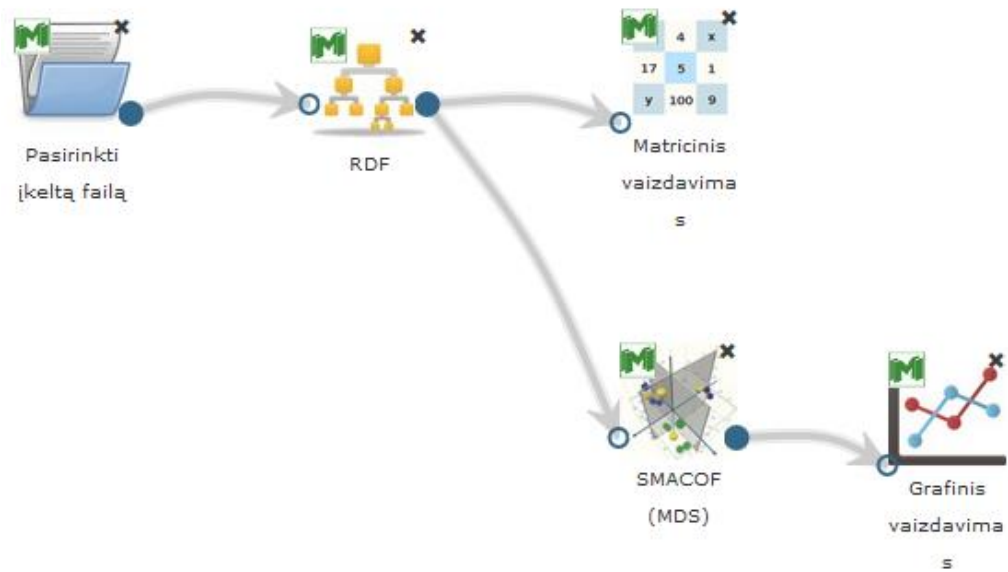 Pasirinkti
įkeltą failą
RDF
4 x
17 5 1
y 100 9
Matricinis
vaizdavima
s
SMACOF
(MDS)
Grafinis
vaizdavima
s